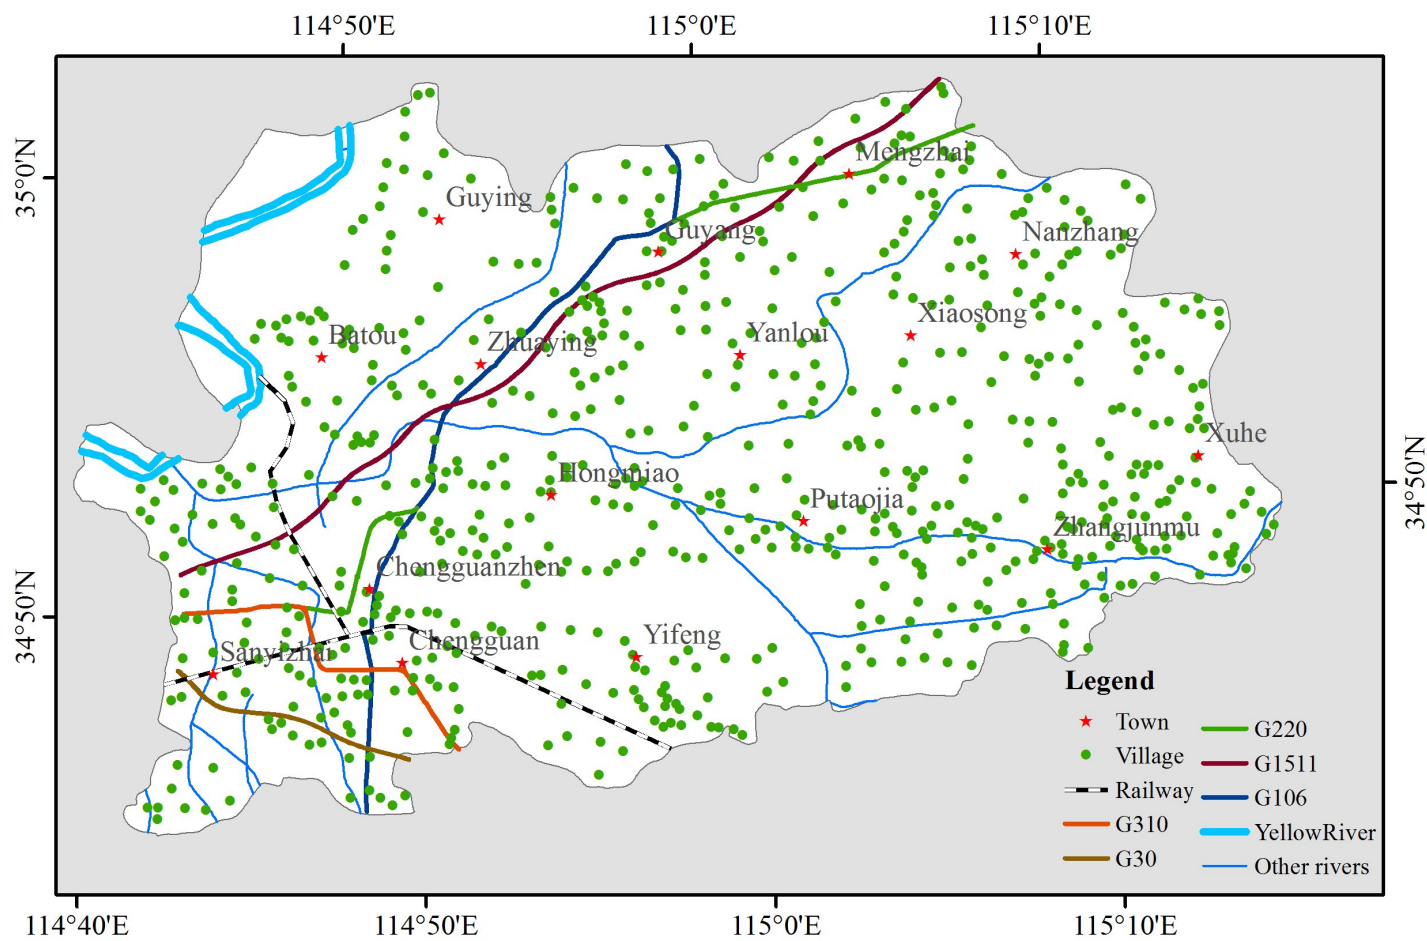 114°50'E
115°0'E
115°10'E
35°0'N
34°50'N
34°50'N
114°40'E
114°50'E
115°0'E
115°10'E
Mengzhai
Guying
Guyang
Nanzhang
Xiaosong
Batou
Zhuaying
Yanlou
Xuhe
Hongmiao
Putaojia
Zhangjunmu
Chengguanzhen
Sanyizhai
Chengguan
Yifeng
Legend
Town
Village
Railway
G310
G30
G220
G1511
G106
YellowRiver
Other rivers